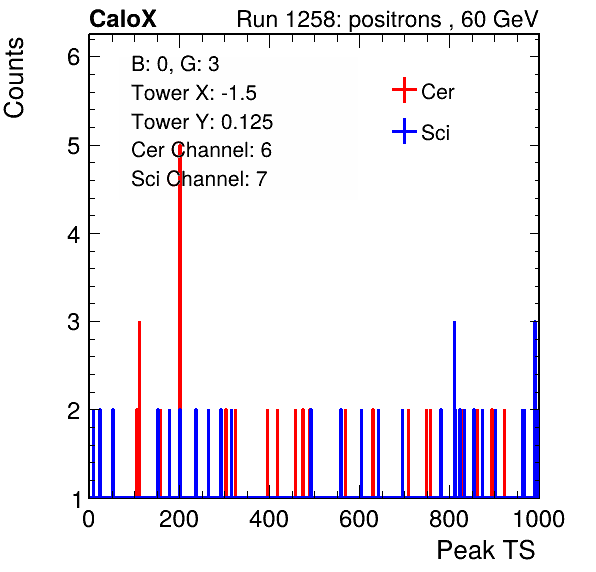 CaloX Run 1258: positrons , 60 GeV
Counts
B: 0, G: 3
Tower X: -1.5
Tower Y: 0.125
Cer Channel: 6
Sci Channel: 7
Cer
Sci
6
5
4
3
2
1
0 200 400 600 800 1000
Peak TS